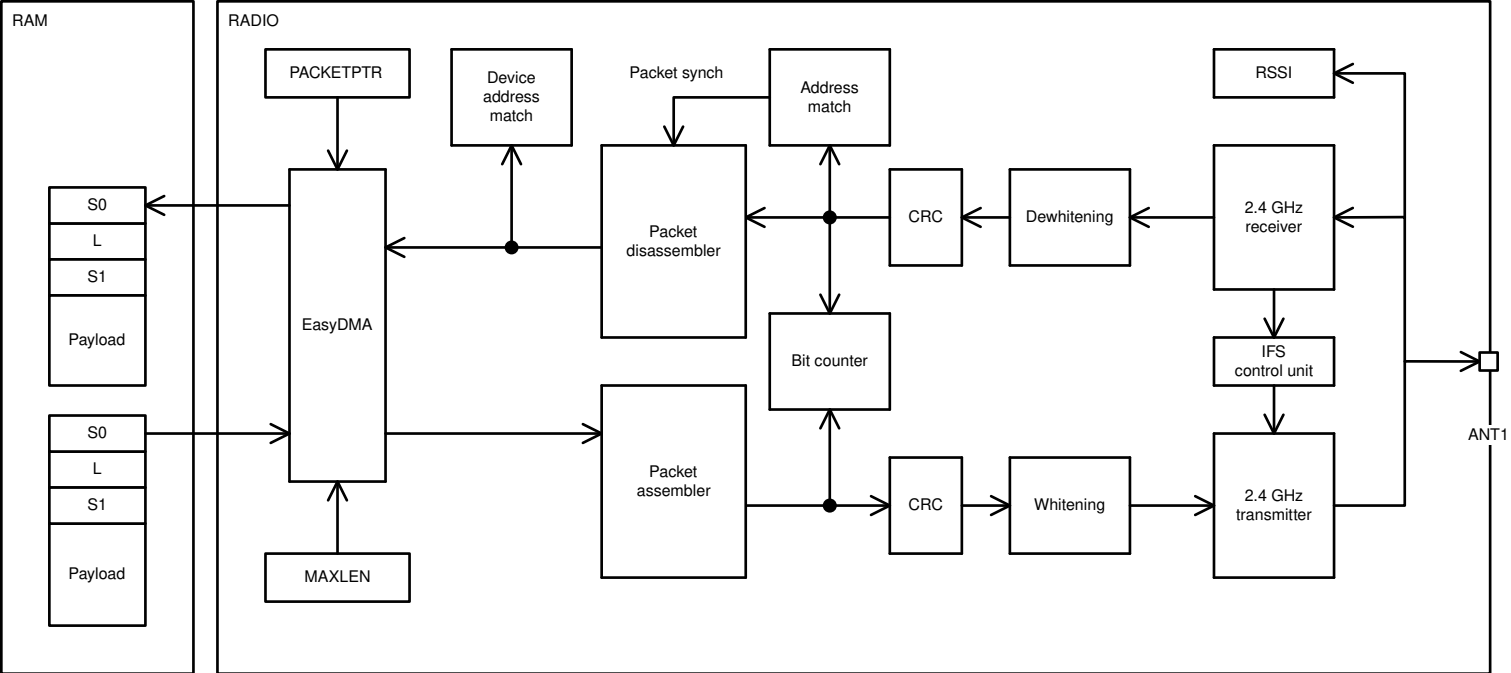 RAM
RADIO
PACKETPTR
Device
address
match
Packet synch
Address
match
RSSI
S0
L
S1
Payload
EasyDMA
Packet
disassembler
CRC
Dewhitening
2.4 GHz
receiver
Bit counter
IFS
control unit
ANT1
S0
L
S1
Payload
Packet
assembler
CRC
Whitening
2.4 GHz
transmitter
MAXLEN